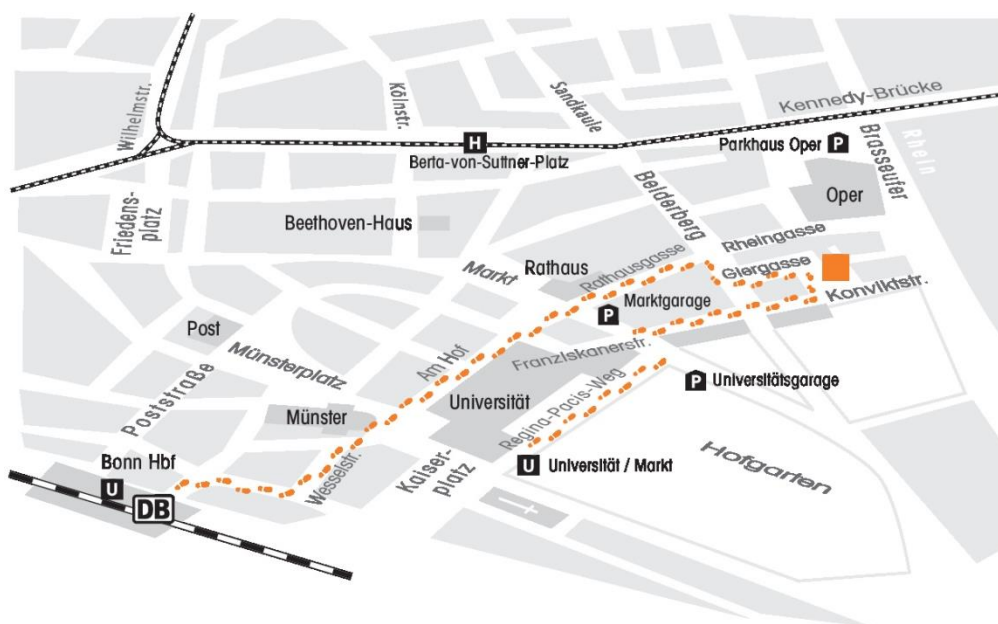 Wilhelmstr.
Kölnstr.
Sandkaule
Kennedy-Brücke
H
Berta-von-Suttner-Platz
Parkhaus Oper P
Brasseufer
Rhein
Oper
Friedens-
platz
Beethoven-Haus
Belderberg
Rheingasse
Markt
Rathaus
Rathausgasse
Giergasse
Konviktstr.
Marktgarage
P
Post
Münsterplatz
Am Hof
Franziskanerstr.
Poststraße
Münster
Universität
Regina-Pacis-Weg
P Universitätsgarage
Hofgarten
Bonn Hbf
U
DB
Wesselstr.
Kaiser-
platz
U Universität / Markt